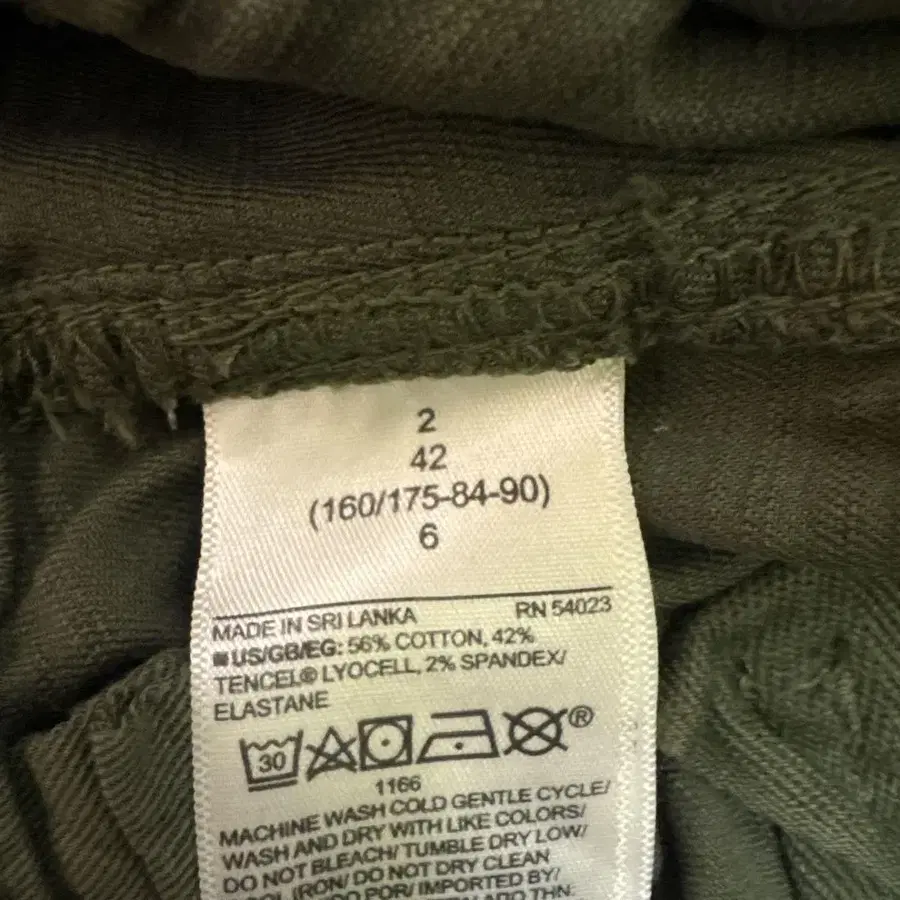 2
42
(160/175-84-90)
6
MADE IN SRI LANKA RN 54023
US/GB/EG: 56% COTTON, 42%
TENCEL® LYOCELL, 2% SPANDEX/
ELASTANE
30 ®
1166
MACHINE WASH COLD GENTLE CYCLE/
WASH AND DRY WITH LIKE COLORS/
DO NOT BLEACH/ TUMBLE DRY LOW/
IRON/ DO NOT DRY CLEAN
POR/ IMPORTED BY/